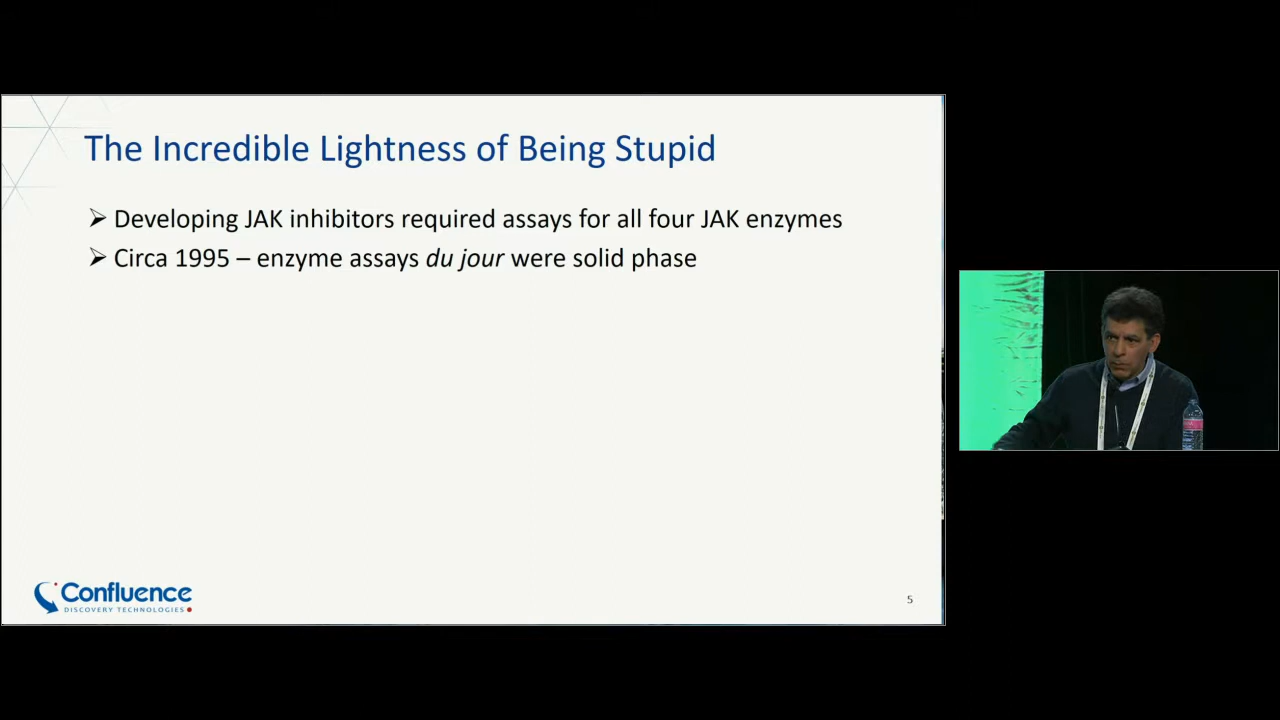 The Incredible Lightness of Being Stupid
➢ Developing JAK inhibitors required assays for all four JAK enzymes
➢ Circa 1995 – enzyme assays du jour were solid phase
Confluence
DISCOVERY TECHNOLOGIES
5